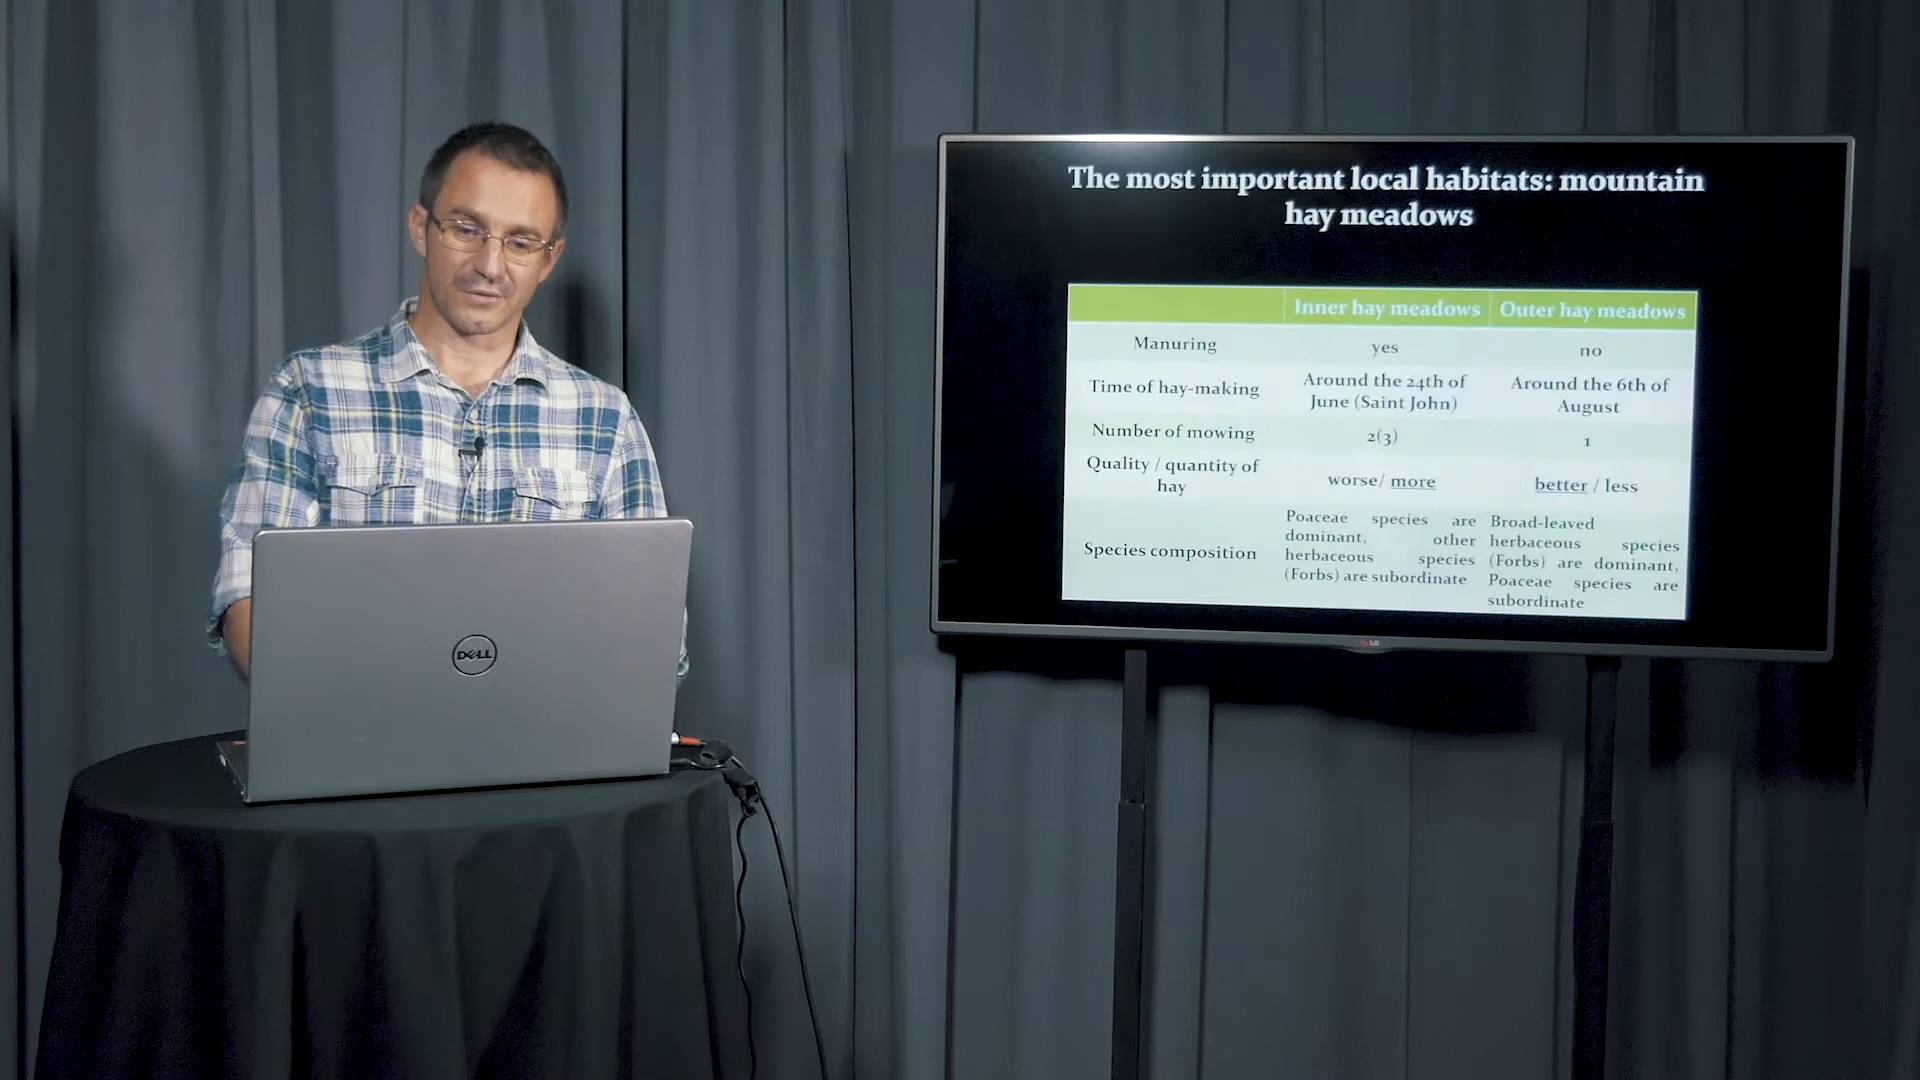 The most important local habitats: mountain
hay meadows
Inner hay meadows Outer hay meadows
Manuring yes no
Time of hay-making Around the 24th of June (Saint John) Around the 6th of August
Number of mowing 2(3) 1
Quality / quantity of hay worse/ more better / less
Species composition Poaceae species are dominant, other herbaceous species (Forbs) are subordinate Broad-leaved herbaceous species (Forbs) are dominant, Poaceae species are subordinate
LG
DELL